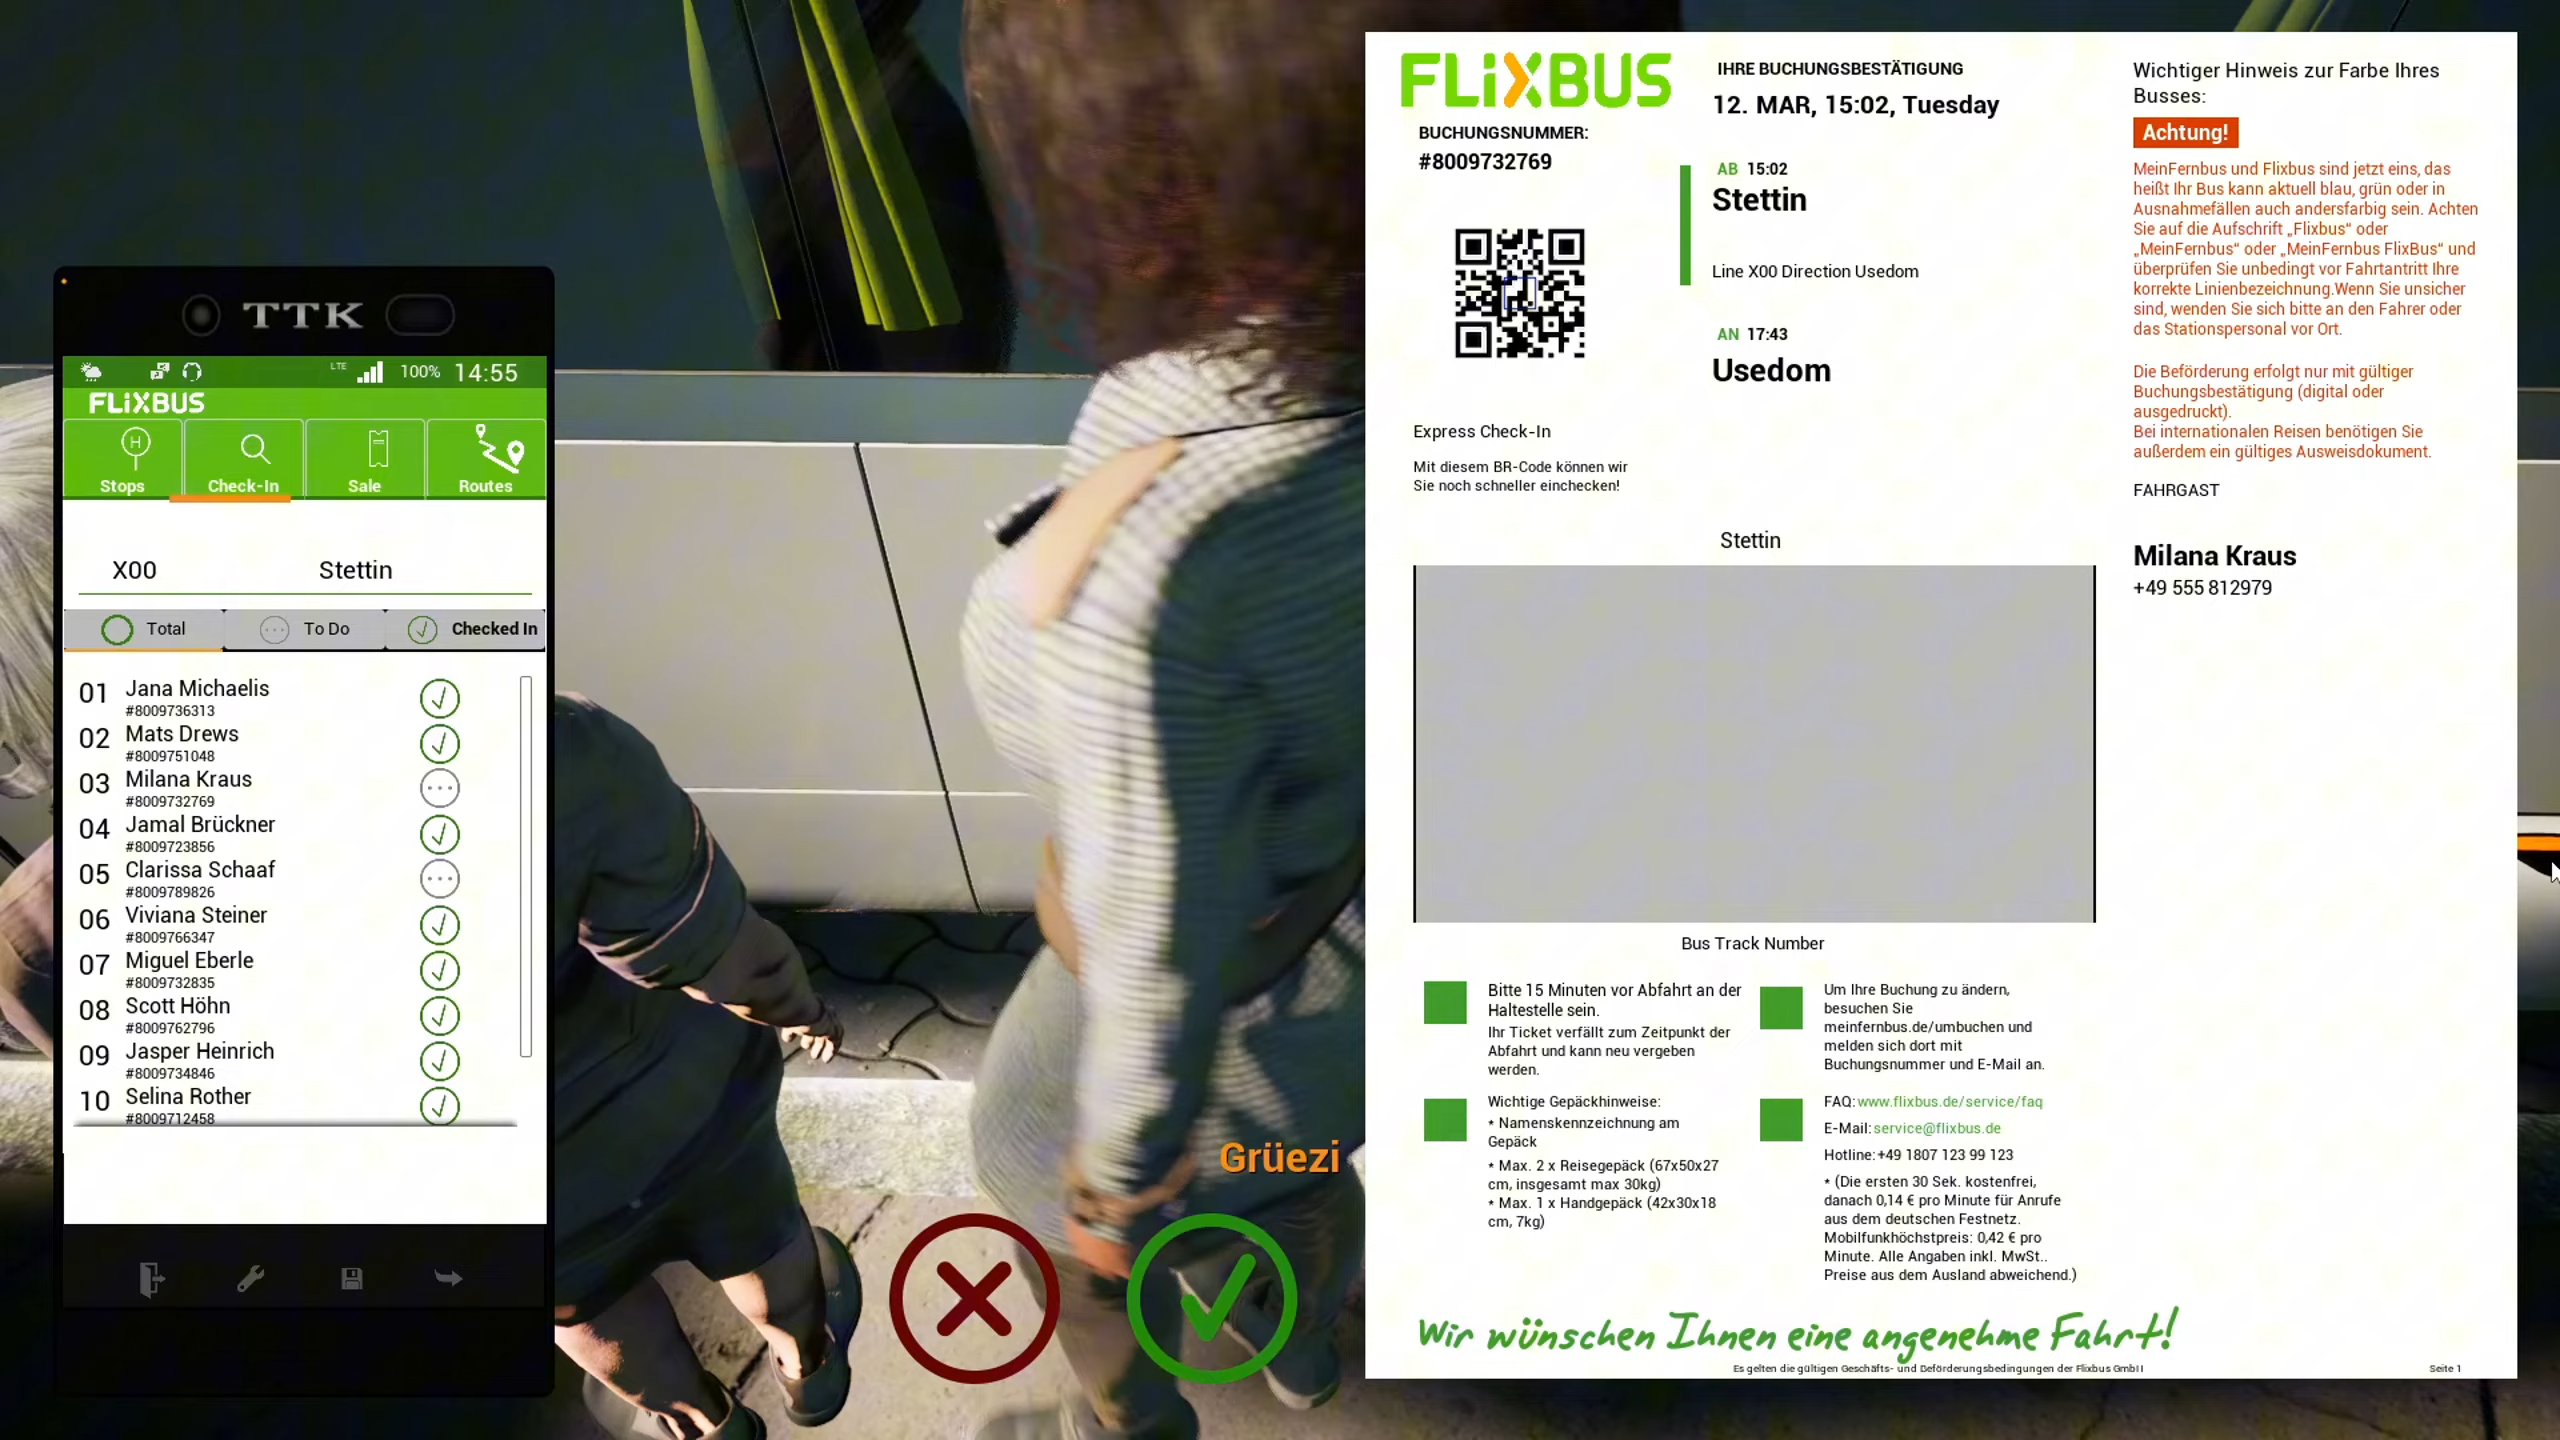 TTK
LTE
100%
14:55
FLiXBUS
Stops
Check-In
Sale
Routes
X00
Stettin
Total
To Do
Checked In
01
Jana Michaelis
#8009736313
02
Mats Drews
#8009751048
03
Milana Kraus
#8009732769
04
Jamal Brückner
#8009723856
05
Clarissa Schaaf
#8009789826
06
Viviana Steiner
#8009766347
07
Miguel Eberle
#8009732835
08
Scott Höhn
#8009762796
09
Jasper Heinrich
#8009734846
10
Selina Rother
#8009712458
Grüezi
FLiXBUS
BUCHUNGSNUMMER:
#8009732769
Express Check-In
Mit diesem BR-Code können wir
Sie noch schneller einchecken!
IHRE BUCHUNGSBESTÄTIGUNG
12. MAR, 15:02, Tuesday
AB 15:02
Stettin
Line X00 Direction Usedom
AN 17:43
Usedom
Stettin
Bus Track Number
Bitte 15 Minuten vor Abfahrt an der
Haltestelle sein.
Ihr Ticket verfällt zum Zeitpunkt der
Abfahrt und kann neu vergeben
werden.
Wichtige Gepäckhinweise:
* Namenskennzeichnung am
Gepäck
* Max. 2 x Reisegepäck (67x50x27
cm, insgesamt max 30kg)
* Max. 1 x Handgepäck (42x30x18
cm, 7kg)
Um Ihre Buchung zu ändern,
besuchen Sie
meinfernbus.de/umbuchen und
melden sich dort mit
Buchungsnummer und E-Mail an.
FAQ: www.flixbus.de/service/faq
E-Mail: service@flixbus.de
Hotline: +49 1807 123 99 123
* (Die ersten 30 Sek. kostenfrei,
danach 0,14 € pro Minute für Anrufe
aus dem deutschen Festnetz.
Mobilfunkhöchstpreis: 0,42 € pro
Minute. Alle Angaben inkl. MwSt..
Preise aus dem Ausland abweichend.)
Wichtiger Hinweis zur Farbe Ihres
Busses:
Achtung!
MeinFernbus und Flixbus sind jetzt eins, das
heißt Ihr Bus kann aktuell blau, grün oder in
Ausnahmefällen auch andersfarbig sein. Achten
Sie auf die Aufschrift „Flixbus“ oder
„MeinFernbus“ oder „MeinFernbus FlixBus“ und
überprüfen Sie unbedingt vor Fahrtantritt Ihre
korrekte Linienbezeichnung.Wenn Sie unsicher
sind, wenden Sie sich bitte an den Fahrer oder
das Stationspersonal vor Ort.
Die Beförderung erfolgt nur mit gültiger
Buchungsbestätigung (digital oder
ausgedruckt).
Bei internationalen Reisen benötigen Sie
außerdem ein gültiges Ausweisdokument.
FAHRGAST
Milana Kraus
+49 555 812979
Wir wünschen Ihnen eine angenehme Fahrt!
Es gelten die gültigen Geschäfts- und Beförderungsbedingungen der Flixbus GmbH
Seite 1